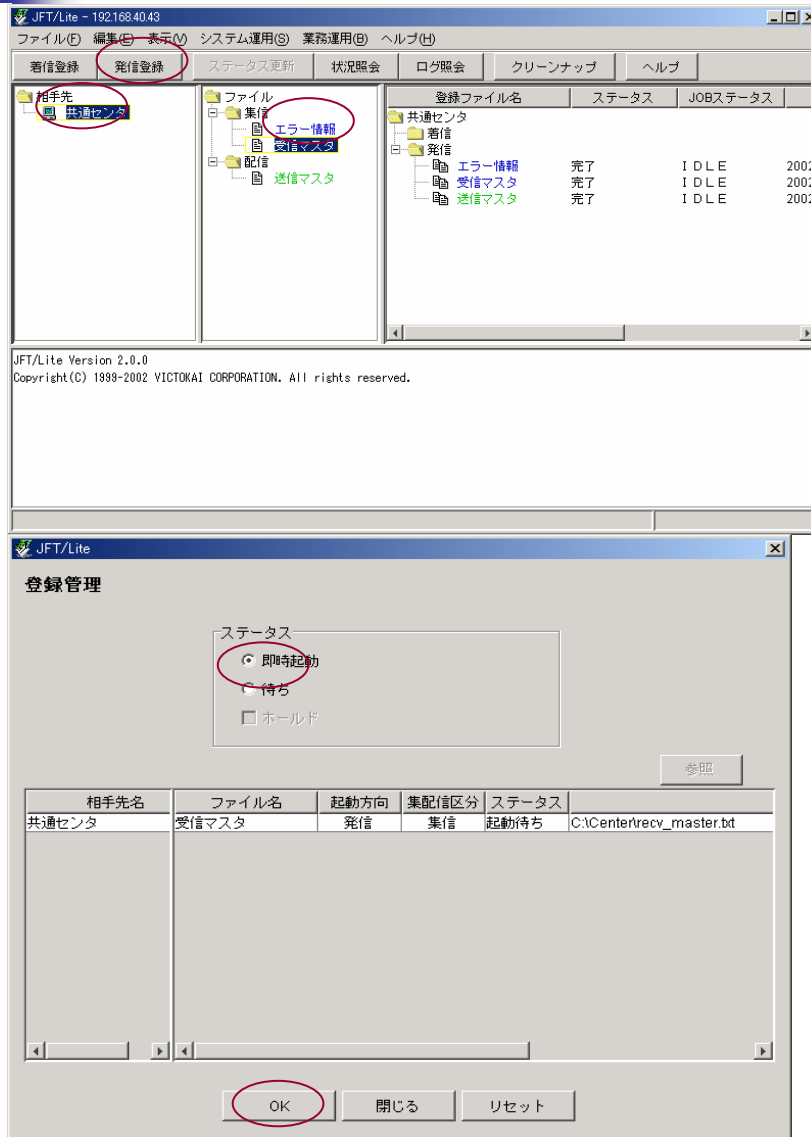 JFT/Lite - 192.168.40.43
ファイル(F) 編集(E) 表示(V) システム運用(S) 業務運用(B) ヘルプ(H)
着信登録 発信登録 ステータス更新 状況照会 ログ照会 クリーンナップ ヘルプ
相手先
共通センタ
ファイル
集信
エラー情報
受信マスタ
配信
送信マスタ
登録ファイル名 ステータス JOBステータス
共通センタ
着信
発信
エラー情報 完了 ＩＤＬＥ 2002
受信マスタ 完了 ＩＤＬＥ 2002
送信マスタ 完了 ＩＤＬＥ 2002
JFT/Lite Version 2.0.0
Copyright(C) 1999-2002 VICTOKAI CORPORATION. All rights reserved.
JFT/Lite
登録管理
ステータス
即時起動
待ち
ホールド
参照
相手先名 ファイル名 起動方向 集配信区分 ステータス
共通センタ 受信マスタ 発信 集信 起動待ち C:\Center\recv_master.txt
OK 閉じる リセット